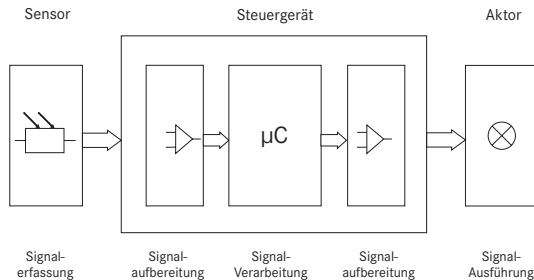 Sensor
Steuergerät
Aktor
µC
Signal-
erfassung
Signal-
aufbereitung
Signal-
Verarbeitung
Signal-
aufbereitung
Signal-
Ausführung